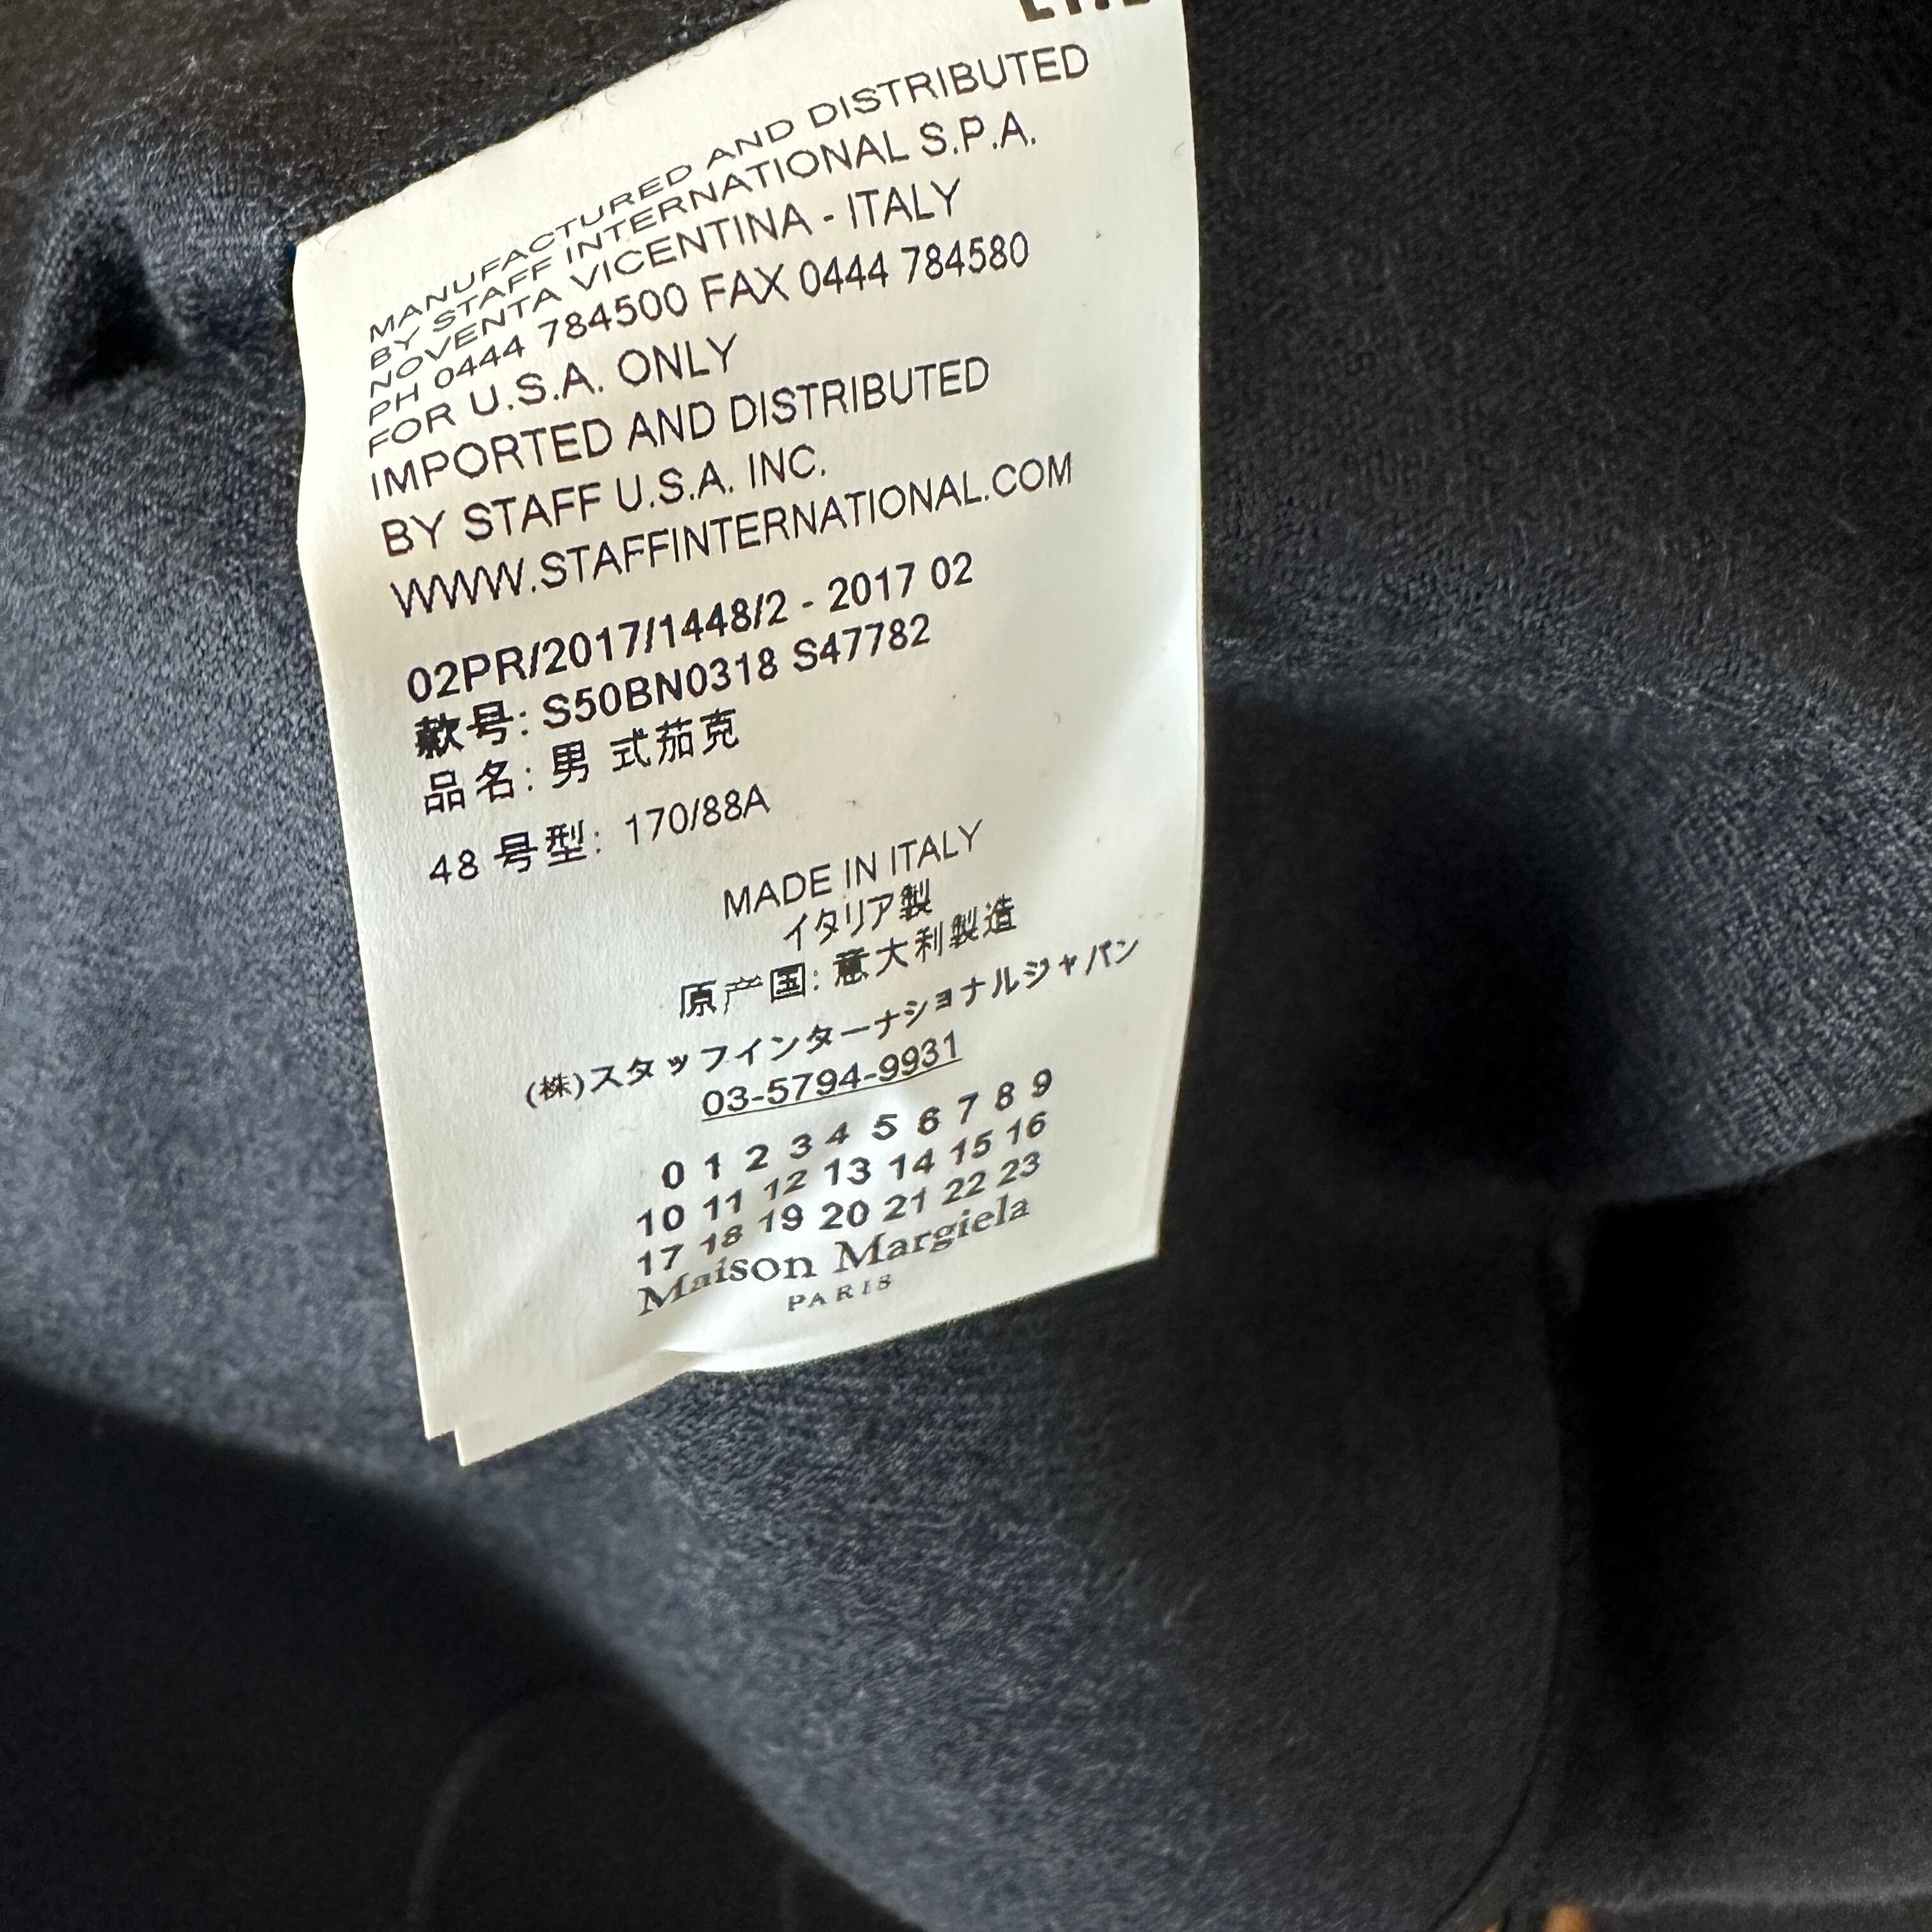 MANUFACTURED AND DISTRIBUTED
BY STAFF INTERNATIONAL S.P.A.
NOVENTA VICENTINA - ITALY
PH 0444 784500 FAX 0444 784580
FOR U.S.A. ONLY
IMPORTED AND DISTRIBUTED
BY STAFF U.S.A. INC.
WWW.STAFFINTERNATIONAL.COM
02PR/2017/1448/2 - 2017 02
款号: S50BN0318 S47782
品名: 男 式茄克
48 号型: 170/88A
MADE IN ITALY
イタリア製
原产国: 意大利製造
(株)スタッフインターナショナルジャパン
03-5794-9931
0 1 2 3 4 5 6 7 8 9
10 11 12 13 14 15 16
17 18 19 20 21 22 23
Maison Margiela
PARIS